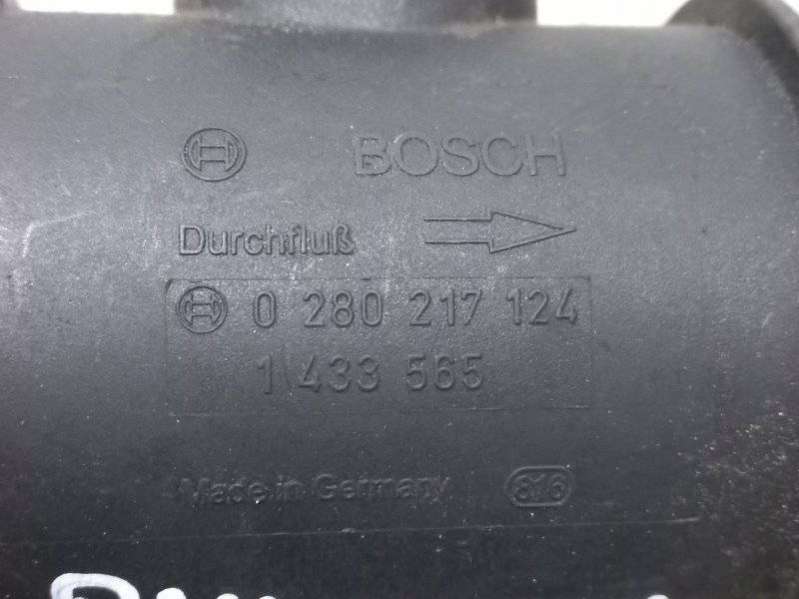 BOSCH
Durchfluß
0 280 217 124
1 433 565
Made in Germany 816